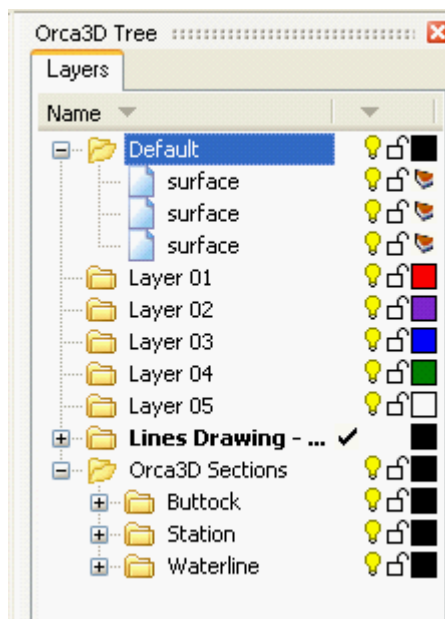 Orca3D Tree
Layers
Name
Default
surface
surface
surface
Layer 01
Layer 02
Layer 03
Layer 04
Layer 05
Lines Drawing - ...
Orca3D Sections
Buttock
Station
Waterline